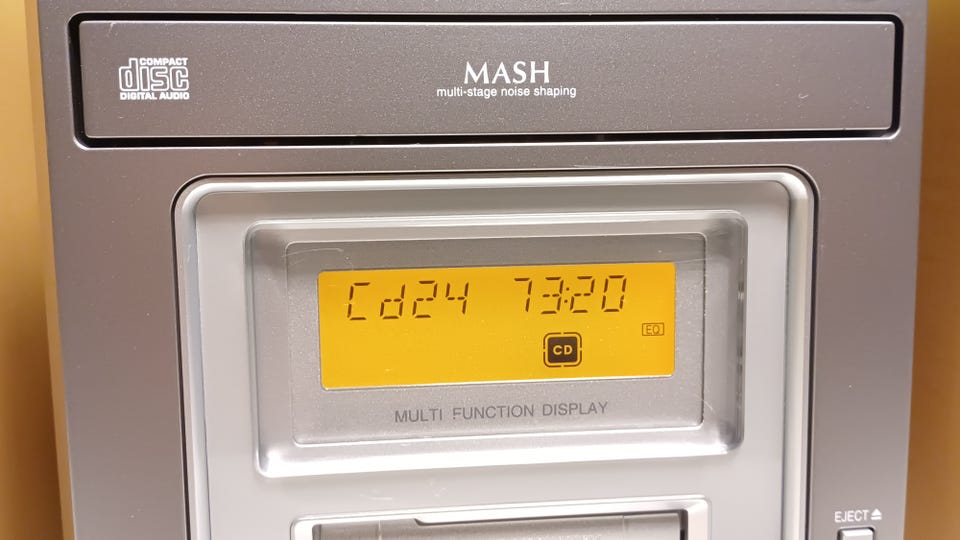 COMPACT
disc
DIGITAL AUDIO
MASH
multi-stage noise shaping
Cd24 73:20
EQ
CD
MULTI FUNCTION DISPLAY
EJECT